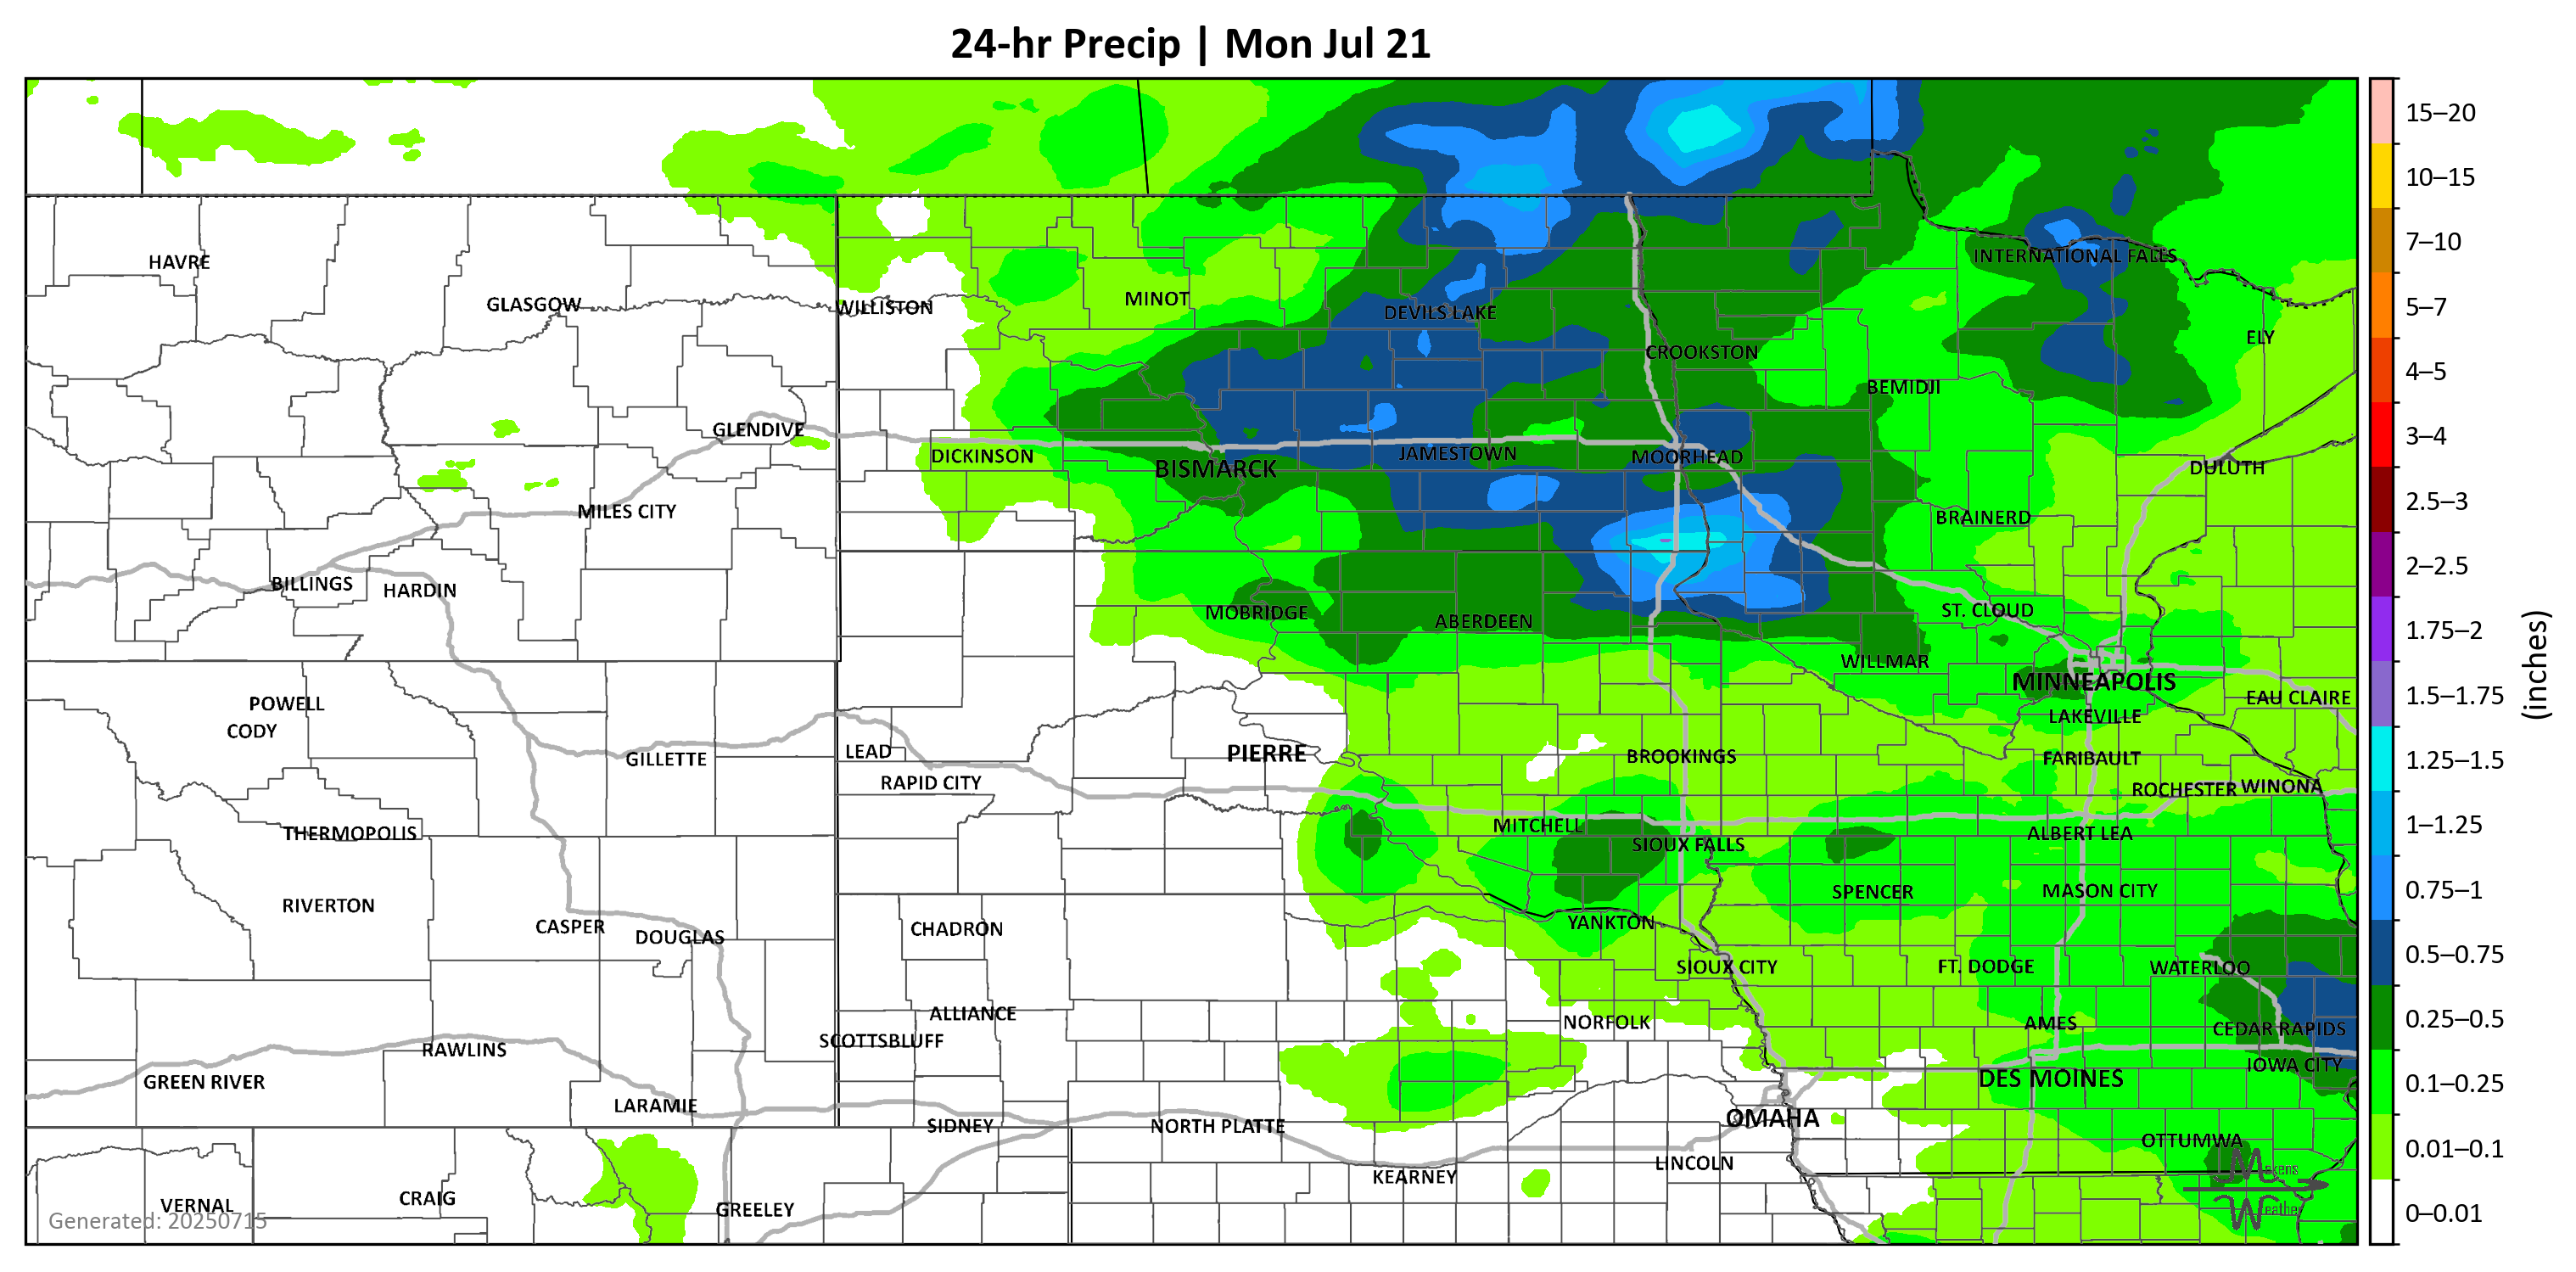 24-hr Precip | Mon Jul 21
15–20
10–15
7–10
5–7
4–5
3–4
2.5–3
2–2.5
1.75–2
1.5–1.75
1.25–1.5
1–1.25
0.75–1
0.5–0.75
0.25–0.5
0.1–0.25
0.01–0.1
0–0.01
(inches)
HAVRE
INTERNATIONAL FALLS
GLASGOW
WILLISTON
MINOT
DEVILS LAKE
ELY
CROOKSTON
BEMIDJI
GLENDIVE
DICKINSON
BISMARCK
JAMESTOWN
MOORHEAD
DULUTH
MILES CITY
BRAINERD
BILLINGS
HARDIN
MOBRIDGE
ABERDEEN
ST. CLOUD
WILLMAR
MINNEAPOLIS
EAU CLAIRE
POWELL
CODY
LAKEVILLE
GILLETTE
LEAD
PIERRE
BROOKINGS
FARIBAULT
RAPID CITY
ROCHESTER
WINONA
THERMOPOLIS
MITCHELL
SIOUX FALLS
ALBERT LEA
RIVERTON
SPENCER
MASON CITY
CASPER
DOUGLAS
CHADRON
YANKTON
SIOUX CITY
FT. DODGE
WATERLOO
ALLIANCE
NORFOLK
AMES
CEDAR RAPIDS
SCOTTSBLUFF
RAWLINS
IOWA CITY
GREEN RIVER
DES MOINES
LARAMIE
SIDNEY
NORTH PLATTE
OMAHA
OTTUMWA
KEARNEY
LINCOLN
VERNAL
CRAIG
GREELEY
Makens
Weather
Generated: 20250715